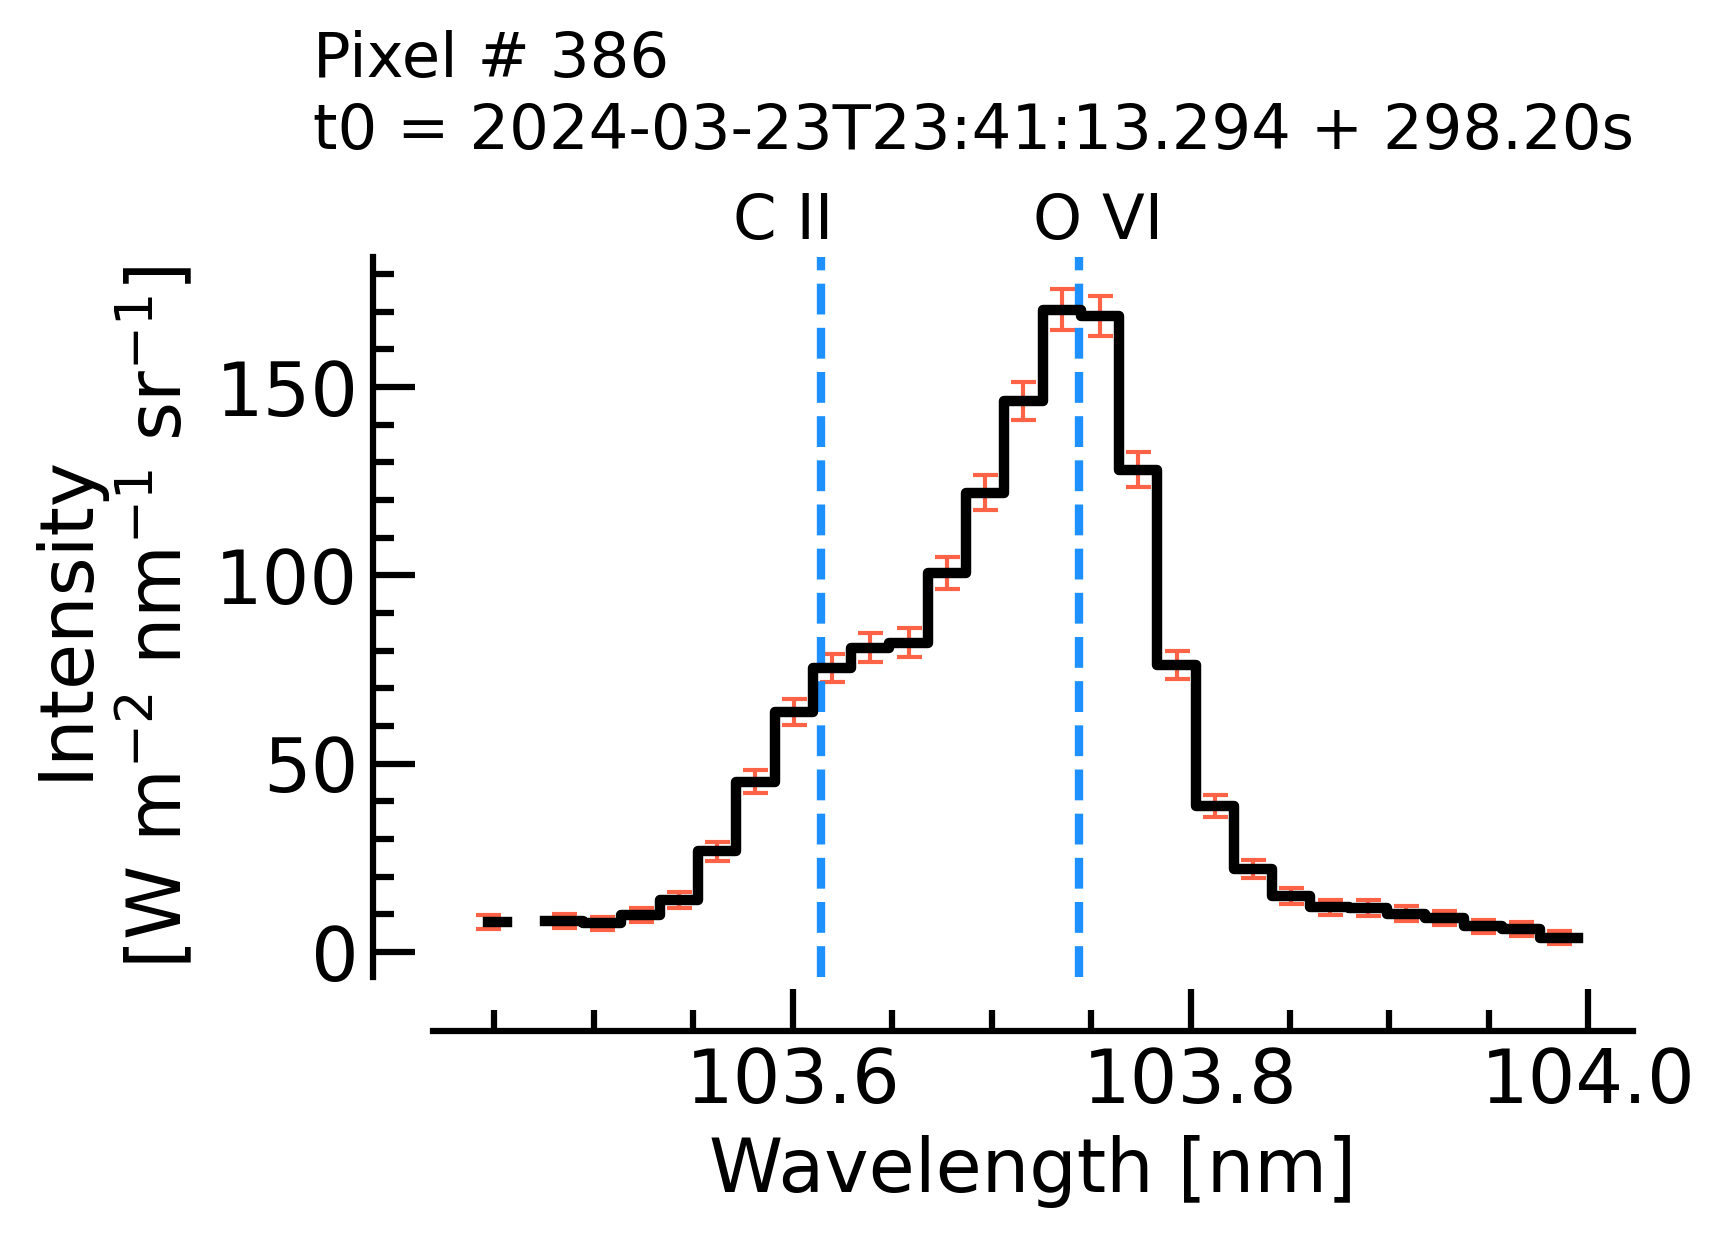 Pixel # 386
t0 = 2024-03-23T23:41:13.294 + 298.20s
C II O VI
Intensity
[W m⁻² nm⁻¹ sr⁻¹]
150
100
50
0
103.6 103.8 104.0
Wavelength [nm]